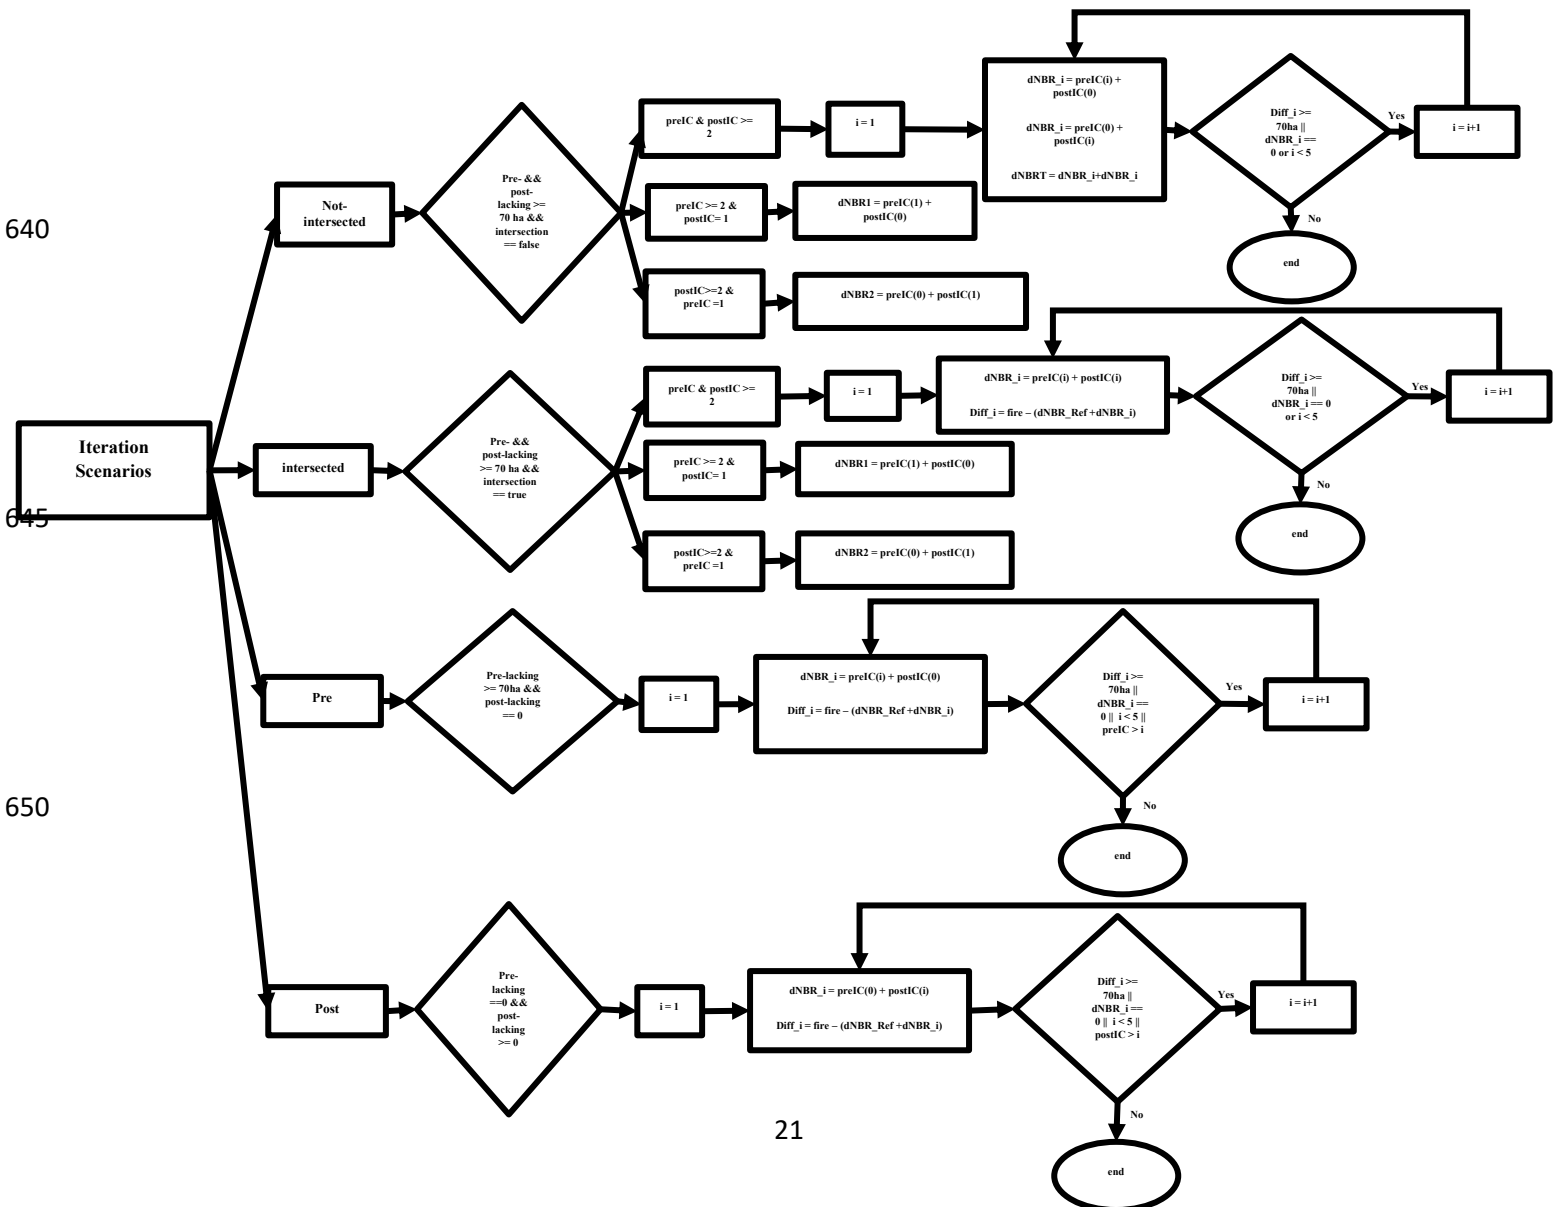 640
645
650
Iteration
Scenarios
Not-
intersected
Pre- &&
post-
lacking >=
70 ha &&
intersection
== false
preIC & postIC >=
2
i = 1
dNBR_i = preIC(i) +
postIC(0)
dNBR_i = preIC(0) +
postIC(i)
dNBRT = dNBR_i+dNBR_i
Diff_i >=
70ha ||
dNBR_i ==
0 or i < 5
Yes
i = i+1
No
end
preIC >= 2 &
postIC= 1
dNBR1 = preIC(1) +
postIC(0)
postIC>=2 &
preIC =1
dNBR2 = preIC(0) + postIC(1)
intersected
Pre- &&
post-lacking
>= 70 ha &&
intersection
== true
preIC & postIC >=
2
i = 1
dNBR_i = preIC(i) + postIC(i)
Diff_i = fire – (dNBR_Ref +dNBR_i)
Diff_i >=
70ha ||
dNBR_i == 0
or i < 5
Yes
i = i+1
No
end
preIC >= 2 &
postIC= 1
dNBR1 = preIC(1) + postIC(0)
postIC>=2 &
preIC =1
dNBR2 = preIC(0) + postIC(1)
Pre
Pre-lacking
>= 70ha &&
post-lacking
== 0
i = 1
dNBR_i = preIC(i) + postIC(0)
Diff_i = fire – (dNBR_Ref +dNBR_i)
Diff_i >=
70ha ||
dNBR_i ==
0 || i < 5 ||
preIC > i
Yes
i = i+1
No
end
Post
Pre-
lacking
==0 &&
post-
lacking
>= 0
i = 1
dNBR_i = preIC(0) + postIC(i)
Diff_i = fire – (dNBR_Ref +dNBR_i)
Diff_i >=
70ha ||
dNBR_i ==
0 || i < 5 ||
postIC > i
Yes
i = i+1
No
end
21